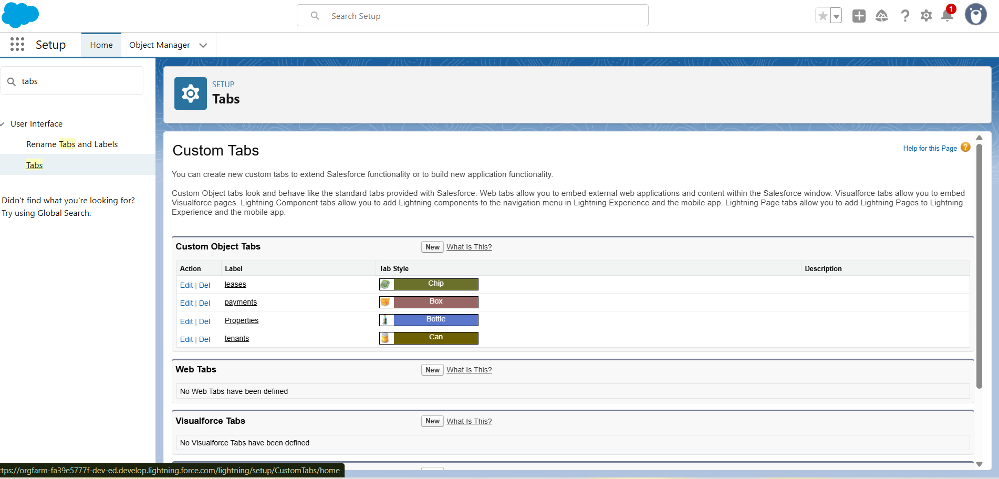 Search Setup
1
Setup
Home
Object Manager
tabs
SETUP
Tabs
User Interface
Rename Tabs and Labels
Tabs
Didn't find what you're looking for?
Try using Global Search.
Custom Tabs
Help for this Page ?
You can create new custom tabs to extend Salesforce functionality or to build new application functionality.
Custom Object tabs look and behave like the standard tabs provided with Salesforce. Web tabs allow you to embed external web applications and content within the Salesforce window. Visualforce tabs allow you to embed
Visualforce pages. Lightning Component tabs allow you to add Lightning components to the navigation menu in Lightning Experience and the mobile app. Lightning Page tabs allow you to add Lightning Pages to Lightning
Experience and the mobile app.
Custom Object Tabs New What Is This?
Action Label Tab Style Description
Edit | Del leases Chip
Edit | Del payments Box
Edit | Del Properties Bottle
Edit | Del tenants Can
Web Tabs New What Is This?
No Web Tabs have been defined
Visualforce Tabs New What Is This?
No Visualforce Tabs have been defined
ttps://orgfarm-fa39e5777f-dev-ed.develop.lightning.force.com/lightning/setup/CustomTabs/home